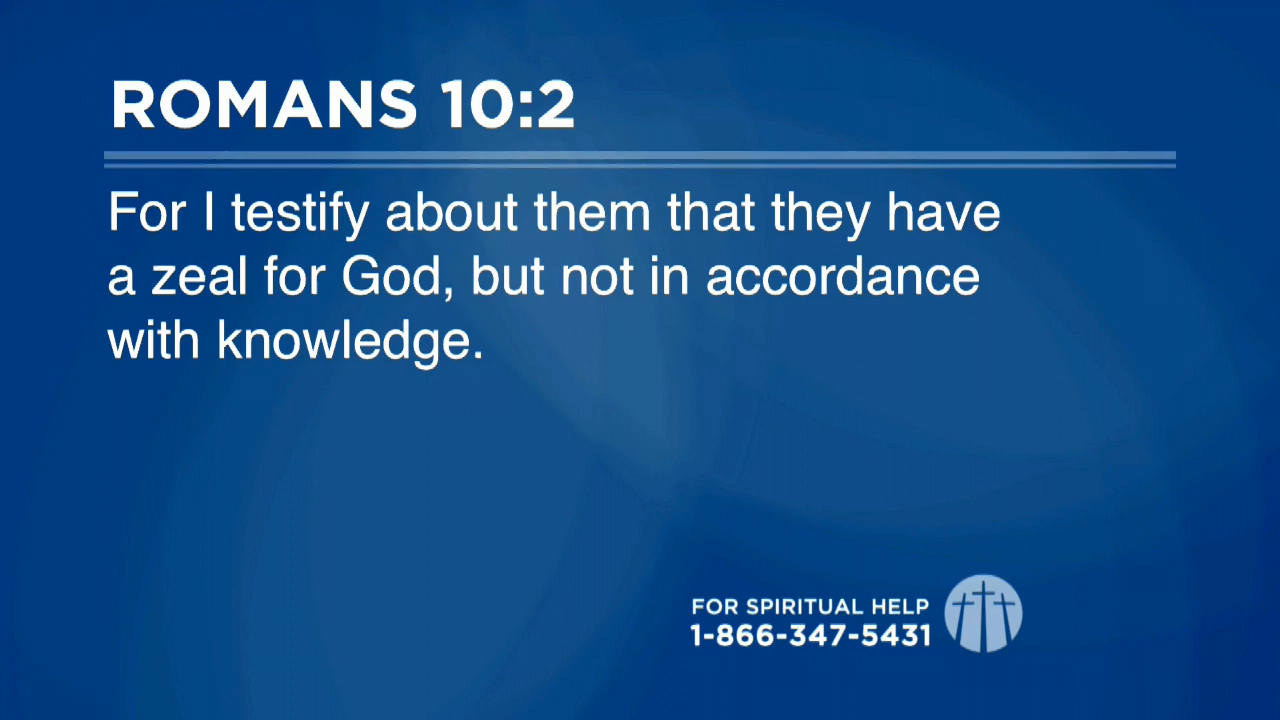 ROMANS 10:2
For I testify about them that they have
a zeal for God, but not in accordance
with knowledge.
FOR SPIRITUAL HELP
1-866-347-5431